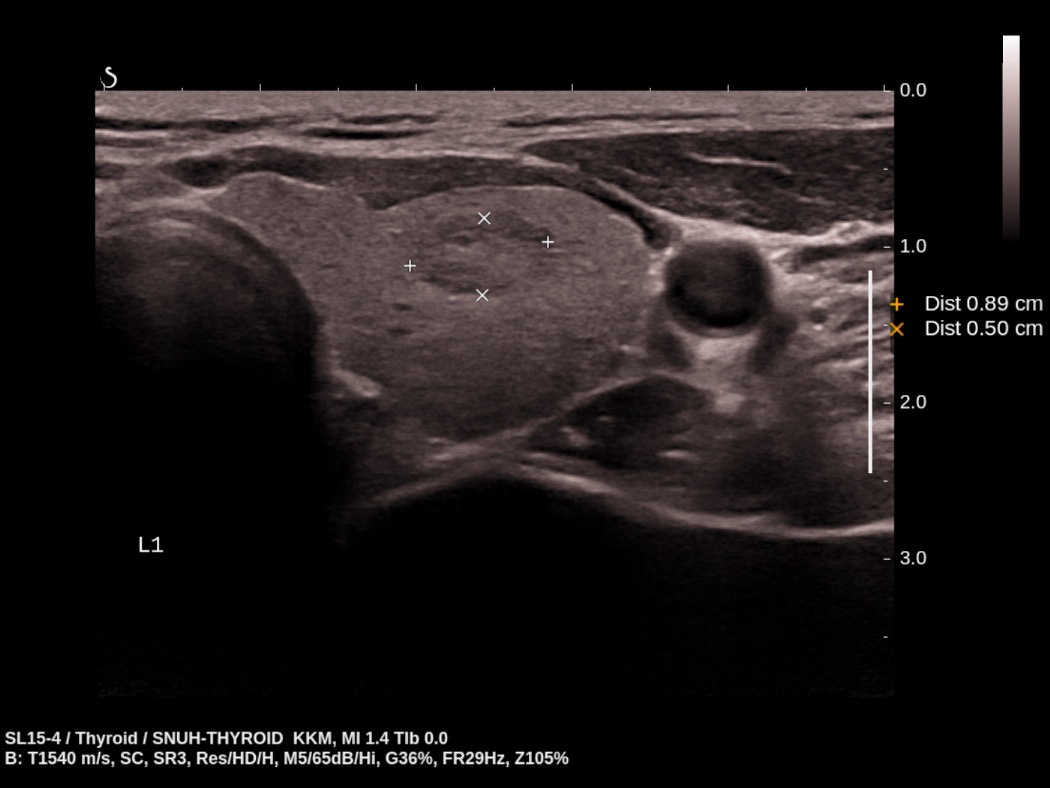 S
0.0
1.0
+ Dist 0.89 cm
× Dist 0.50 cm
2.0
L1
3.0
SL15-4 / Thyroid / SNUH-THYROID KKM, MI 1.4 TIb 0.0
B: T1540 m/s, SC, SR3, Res/HD/H, M5/65dB/Hi, G36%, FR29Hz, Z105%